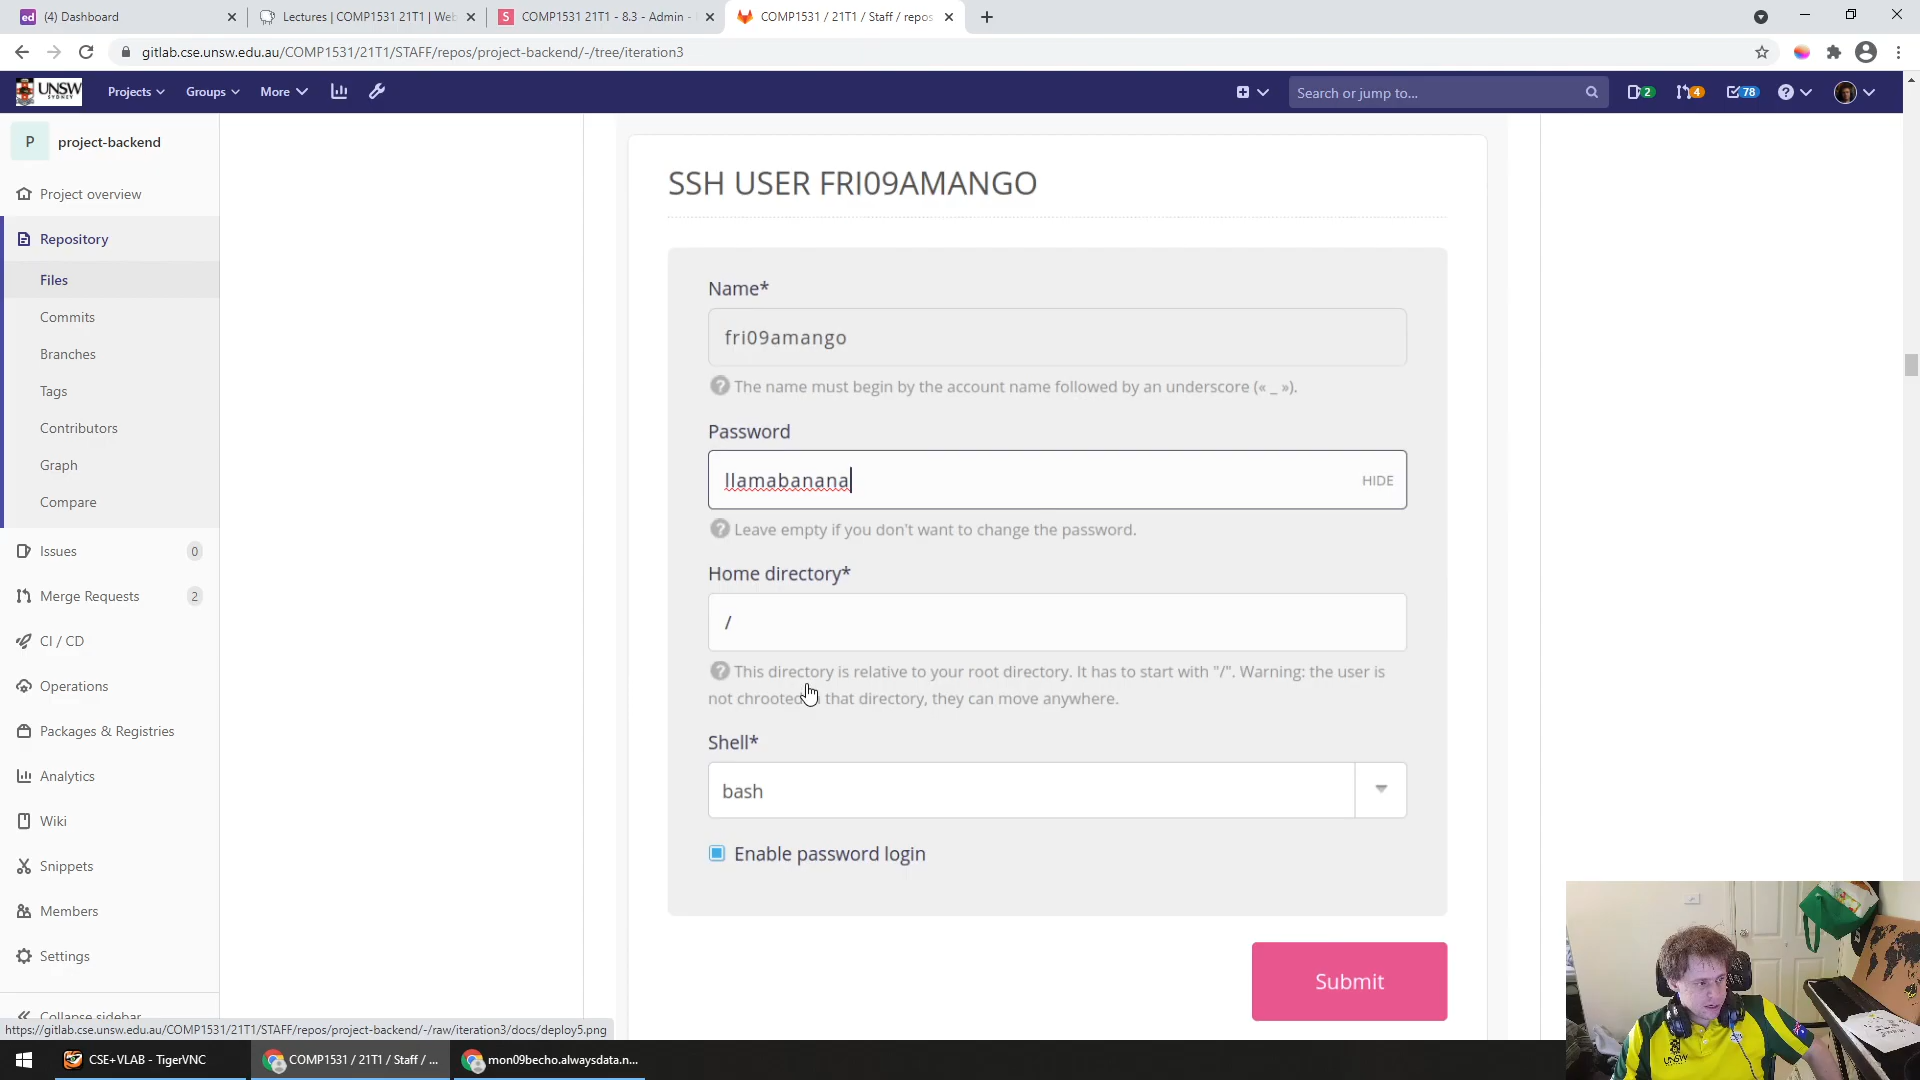 (4) Dashboard
Lectures | COMP1531 21T1 | Web
COMP1531 21T1 - 8.3 - Admin -
COMP1531 / 21T1 / Staff / repos
gitlab.cse.unsw.edu.au/COMP1531/21T1/STAFF/repos/project-backend/-/tree/iteration3
UNSW
SYDNEY
Projects
Groups
More
Search or jump to...
2
4
78
P
project-backend
Project overview
Repository
Files
Commits
Branches
Tags
Contributors
Graph
Compare
Issues 0
Merge Requests 2
CI / CD
Operations
Packages & Registries
Analytics
Wiki
Snippets
Members
Settings
Collapse sidebar
SSH USER FRI09AMANGO
Name*
fri09amango
The name must begin by the account name followed by an underscore (« _ »).
Password
llamabanana
HIDE
Leave empty if you don't want to change the password.
Home directory*
/
This directory is relative to your root directory. It has to start with "/". Warning: the user is
not chrooted that directory, they can move anywhere.
Shell*
bash
Enable password login
Submit
https://gitlab.cse.unsw.edu.au/COMP1531/21T1/STAFF/repos/project-backend/-/raw/iteration3/docs/deploy5.png
CSE+VLAB - TigerVNC
COMP1531 / 21T1 / Staff / ...
mon09becho.alwaysdata.n...
UNSW